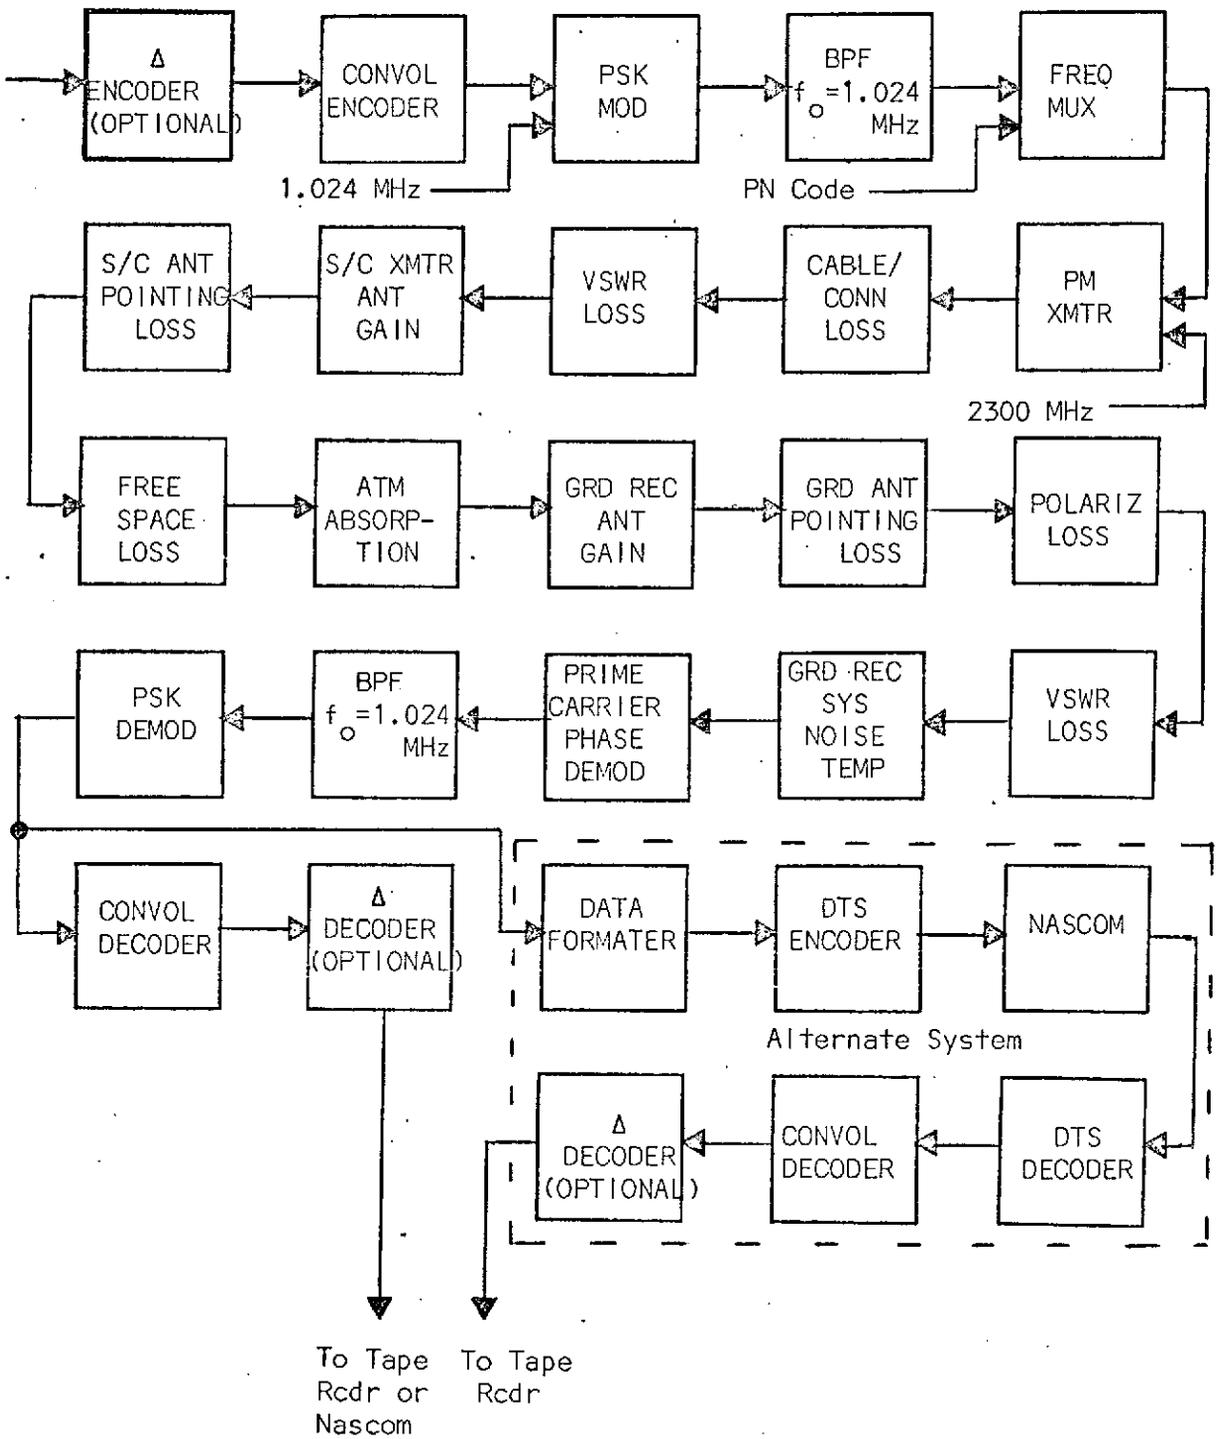 Δ
ENCODER
(OPTIONAL)
CONVOL
ENCODER
PSK
MOD
BPF
fo=1.024
MHz
FREQ
MUX
1.024 MHz
PN Code
S/C ANT
POINTING
LOSS
S/C XMTR
ANT
GAIN
VSWR
LOSS
CABLE/
CONN
LOSS
PM
XMTR
2300 MHz
FREE
SPACE
LOSS
ATM
ABSORP-
TION
GRD REC
ANT
GAIN
GRD ANT
POINTING
LOSS
POLARIZ
LOSS
PSK
DEMOD
BPF
fo=1.024
MHz
PRIME
CARRIER
PHASE
DEMOD
GRD REC
SYS
NOISE
TEMP
VSWR
LOSS
CONVOL
DECODER
Δ
DECODER
(OPTIONAL)
DATA
FORMATER
DTS
ENCODER
NASCOM
Alternate System
Δ
DECODER
(OPTIONAL)
CONVOL
DECODER
DTS
DECODER
To Tape
Rcdr or
Nascom
To Tape
Rcdr